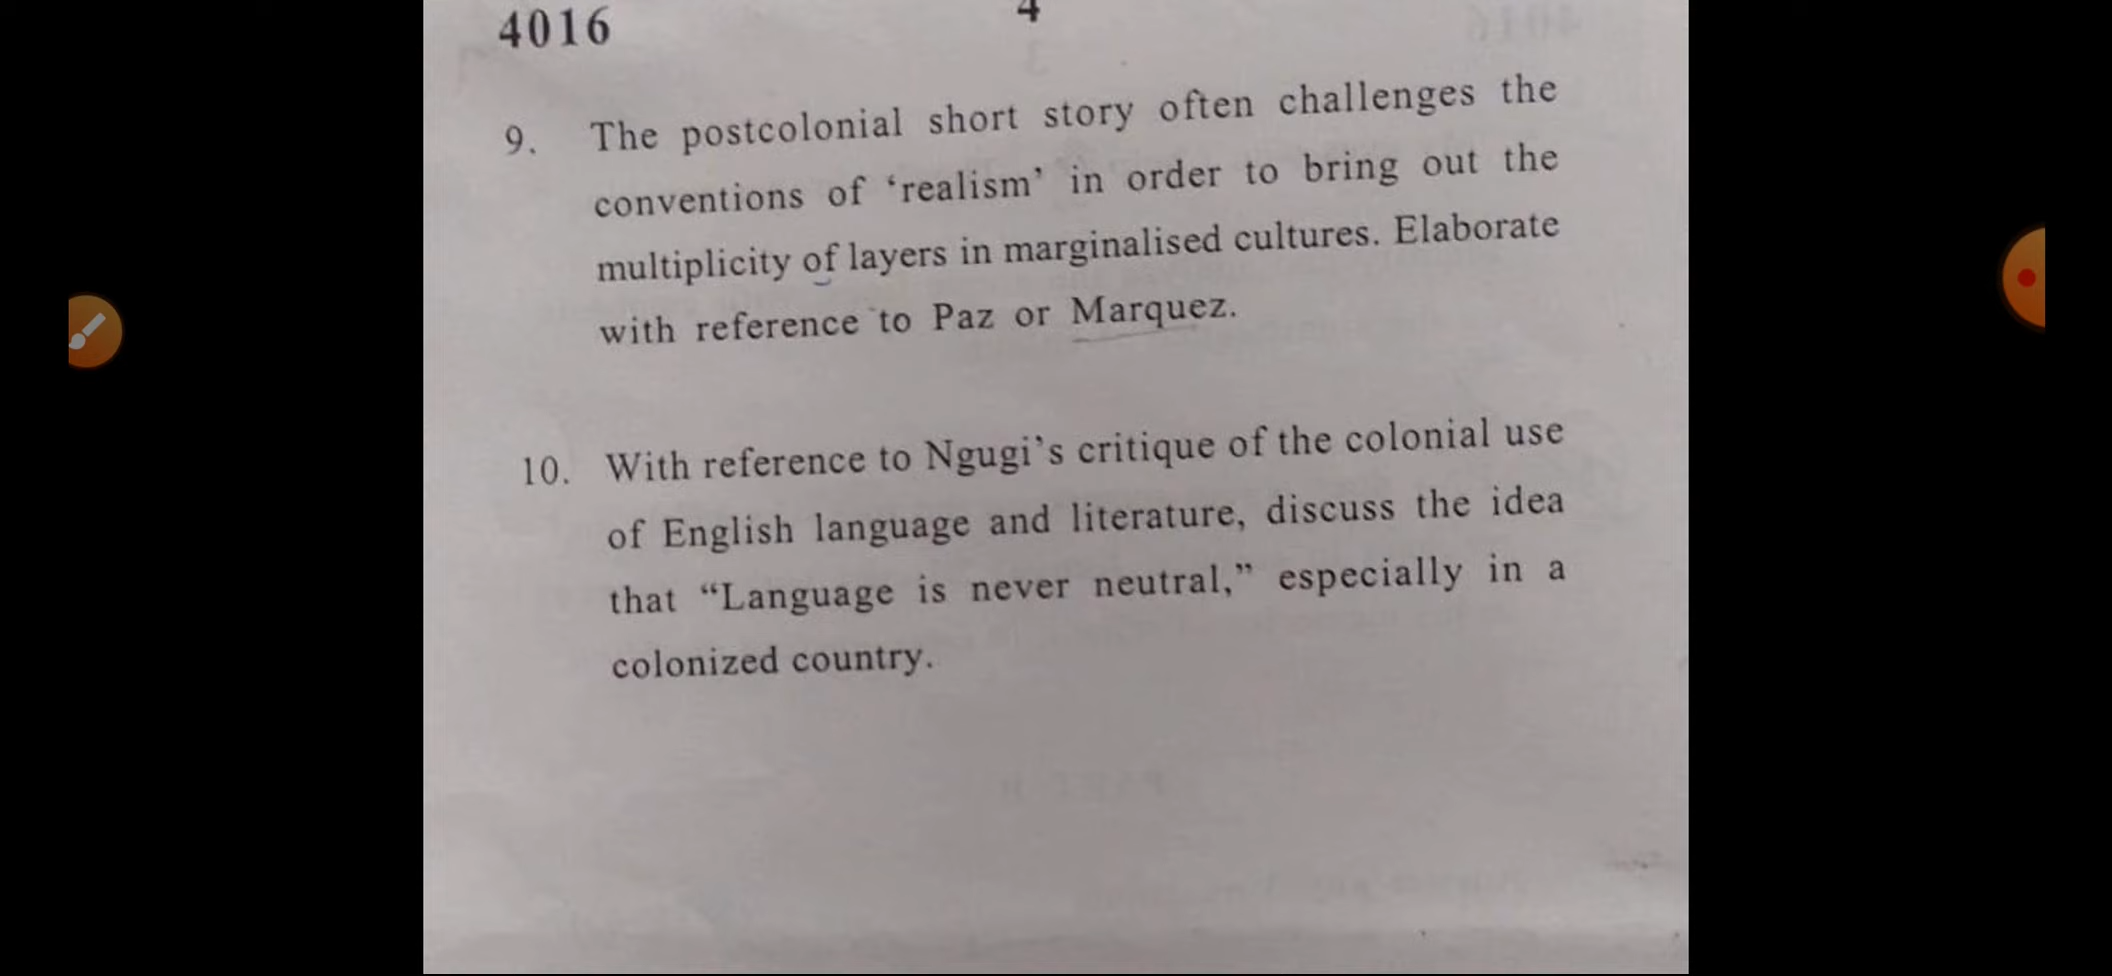 4016
4
9. The postcolonial short story often challenges the
conventions of ‘realism’ in order to bring out the
multiplicity of layers in marginalised cultures. Elaborate
with reference to Paz or Marquez.
10. With reference to Ngugi’s critique of the colonial use
of English language and literature, discuss the idea
that “Language is never neutral,” especially in a
colonized country.